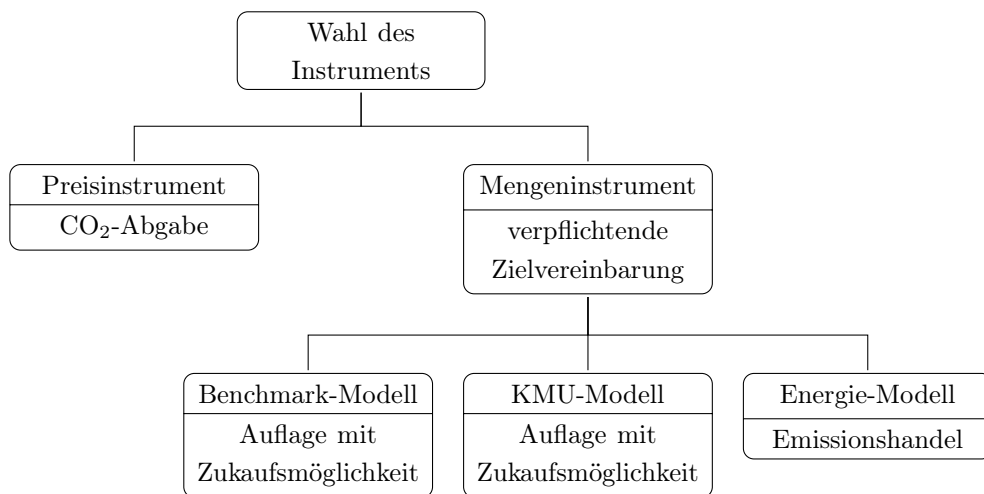 Wahl des
Instruments
Preisinstrument
CO₂-Abgabe
Mengeninstrument
verpflichtende
Zielvereinbarung
Benchmark-Modell
Auflage mit
Zukaufsmöglichkeit
KMU-Modell
Auflage mit
Zukaufsmöglichkeit
Energie-Modell
Emissionshandel